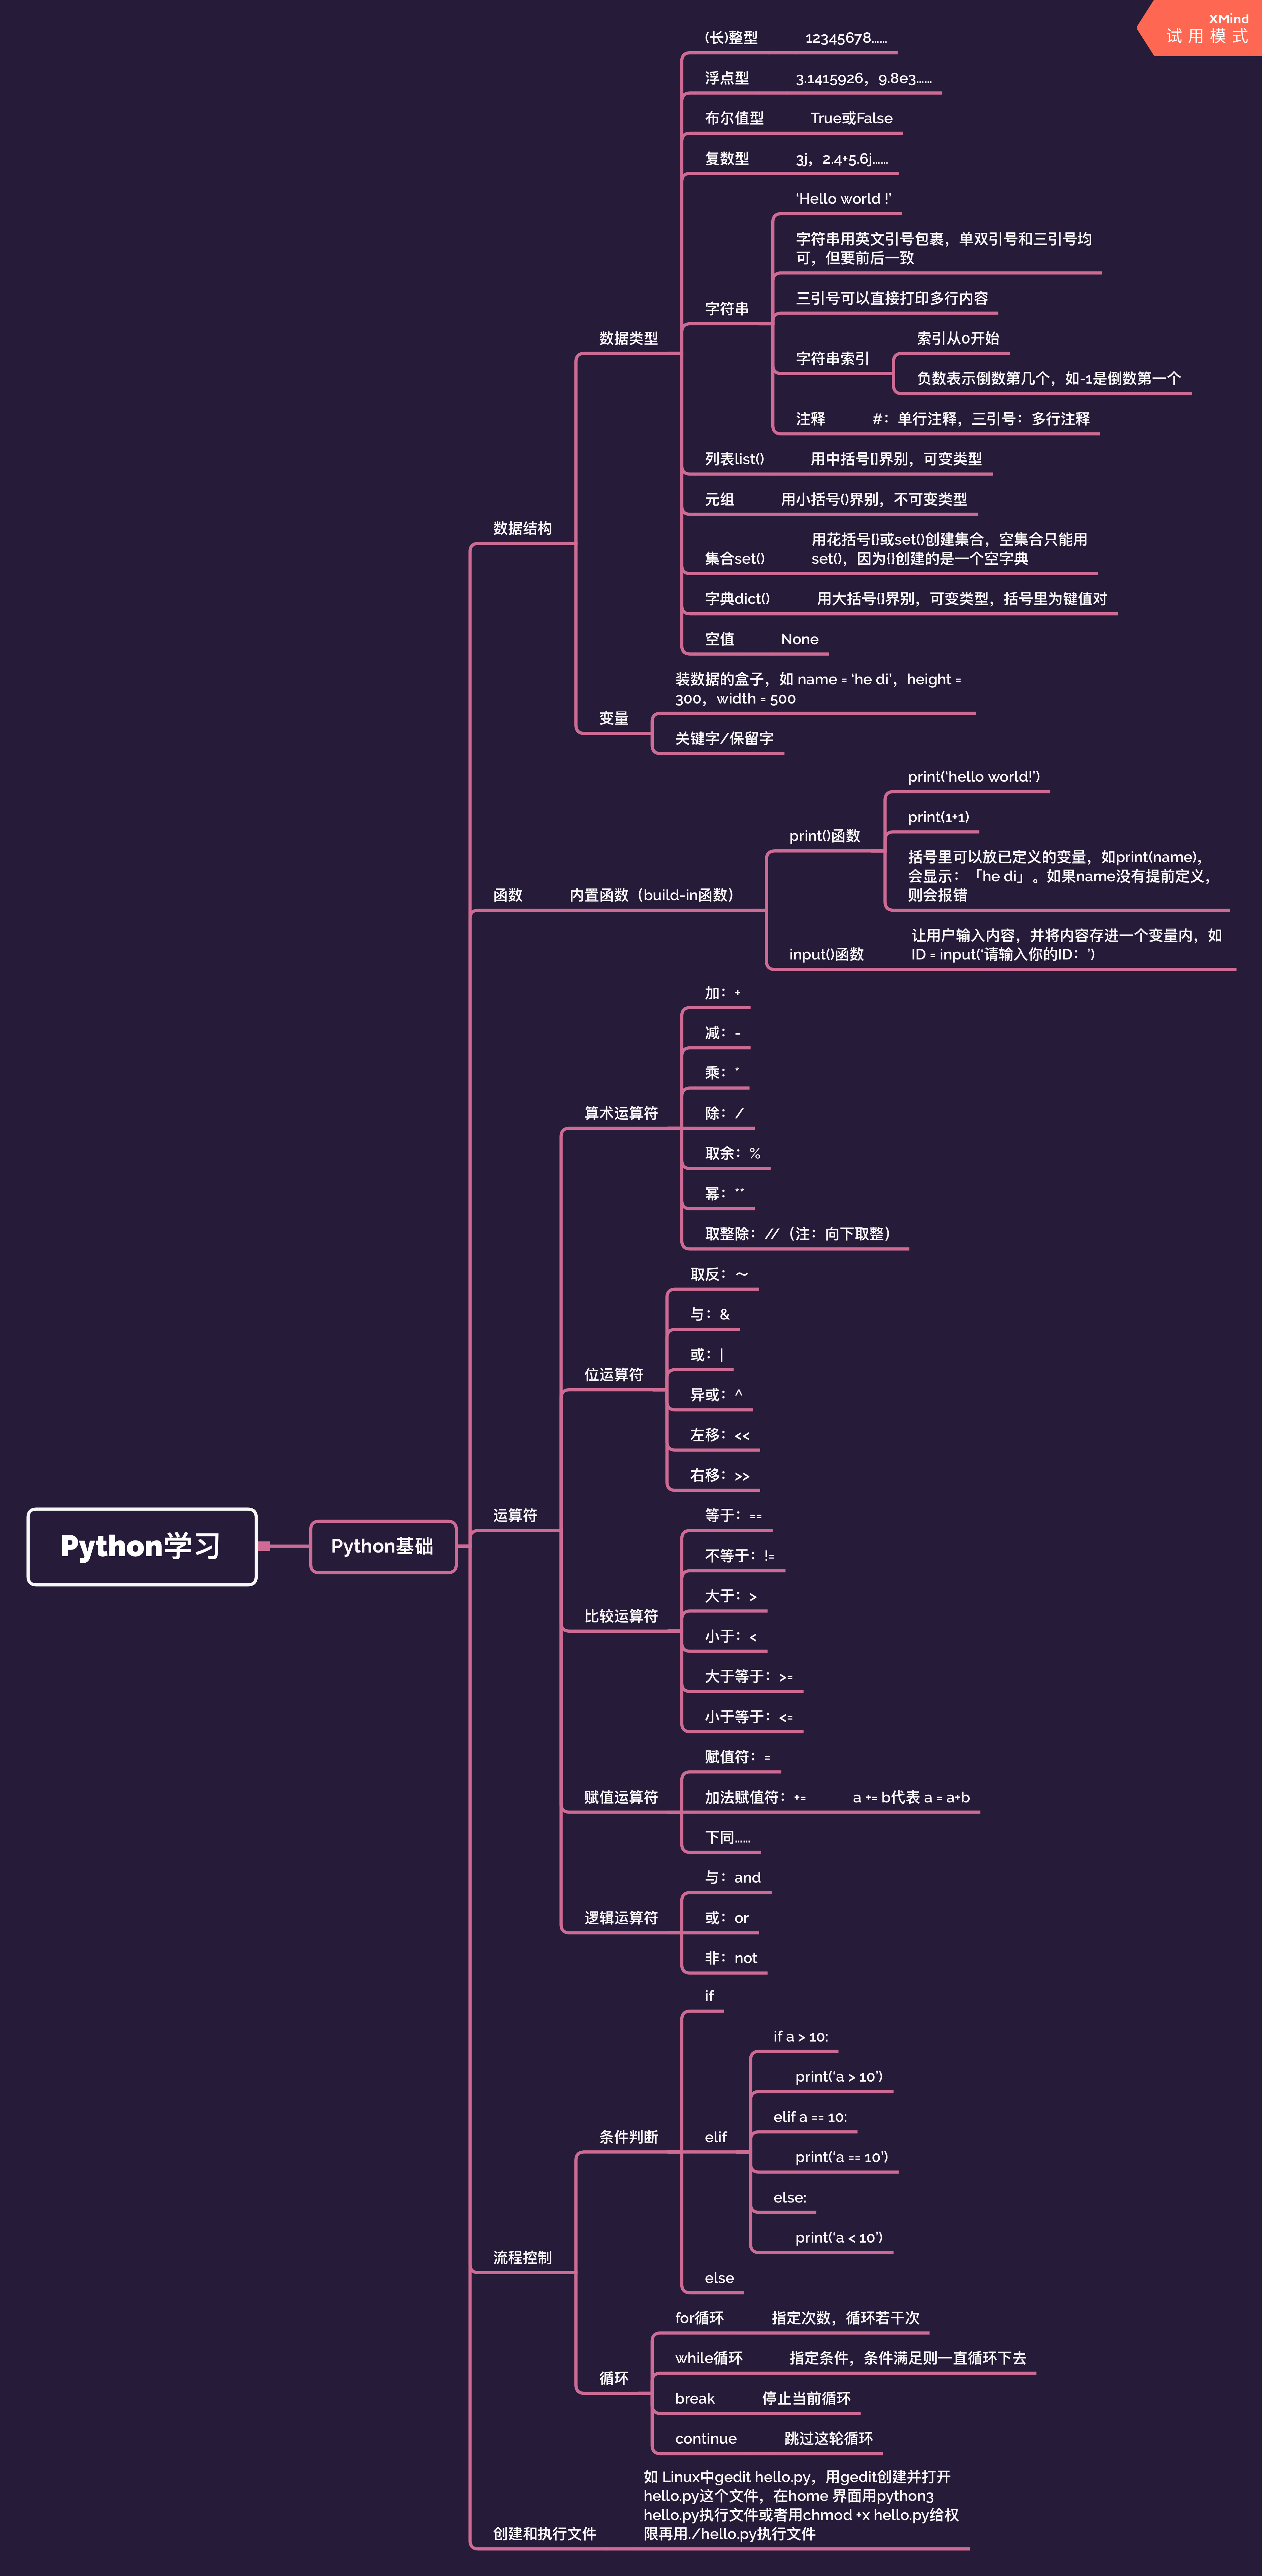 XMind
试用模式
(长)整型
12345678……
浮点型
3.1415926，9.8e3……
布尔值型
True或False
复数型
3j，2.4+5.6j……
‘Hello world !’
字符串用英文引号包裹，单双引号和三引号均
可，但要前后一致
三引号可以直接打印多行内容
字符串
索引从0开始
字符串索引
负数表示倒数第几个，如-1是倒数第一个
注释
#：单行注释，三引号：多行注释
数据类型
列表list()
用中括号[]界别，可变类型
元组
用小括号()界别，不可变类型
数据结构
用花括号{}或set()创建集合，空集合只能用
集合set()
set()，因为{}创建的是一个空字典
字典dict()
用大括号{}界别，可变类型，括号里为键值对
空值
None
装数据的盒子，如 name = ‘he di’，height =
300，width = 500
变量
关键字/保留字
print(‘hello world!’)
print(1+1)
print()函数
括号里可以放已定义的变量，如print(name)，
会显示：「he di」。如果name没有提前定义，
则会报错
函数
内置函数（build-in函数）
让用户输入内容，并将内容存进一个变量内，如
input()函数
ID = input(‘请输入你的ID：’)
加：+
减：-
乘：*
算术运算符
除：/
取余：%
幂：**
取整除：//（注：向下取整）
取反：～
与：&
或：|
位运算符
异或：^
左移：<<
右移：>>
运算符
Python学习
Python基础
等于：==
不等于：!=
大于：>
比较运算符
小于：<
大于等于：>=
小于等于：<=
赋值符：=
赋值运算符
加法赋值符：+=
a += b代表 a = a+b
下同……
与：and
逻辑运算符
或：or
非：not
if
if a > 10:
print(‘a > 10’)
elif a == 10:
条件判断
elif
print(‘a == 10’)
else:
print(‘a < 10’)
流程控制
else
for循环
指定次数，循环若干次
while循环
指定条件，条件满足则一直循环下去
循环
break
停止当前循环
continue
跳过这轮循环
如 Linux中gedit hello.py，用gedit创建并打开
hello.py这个文件，在home 界面用python3
hello.py执行文件或者用chmod +x hello.py给权
创建和执行文件
限再用./hello.py执行文件